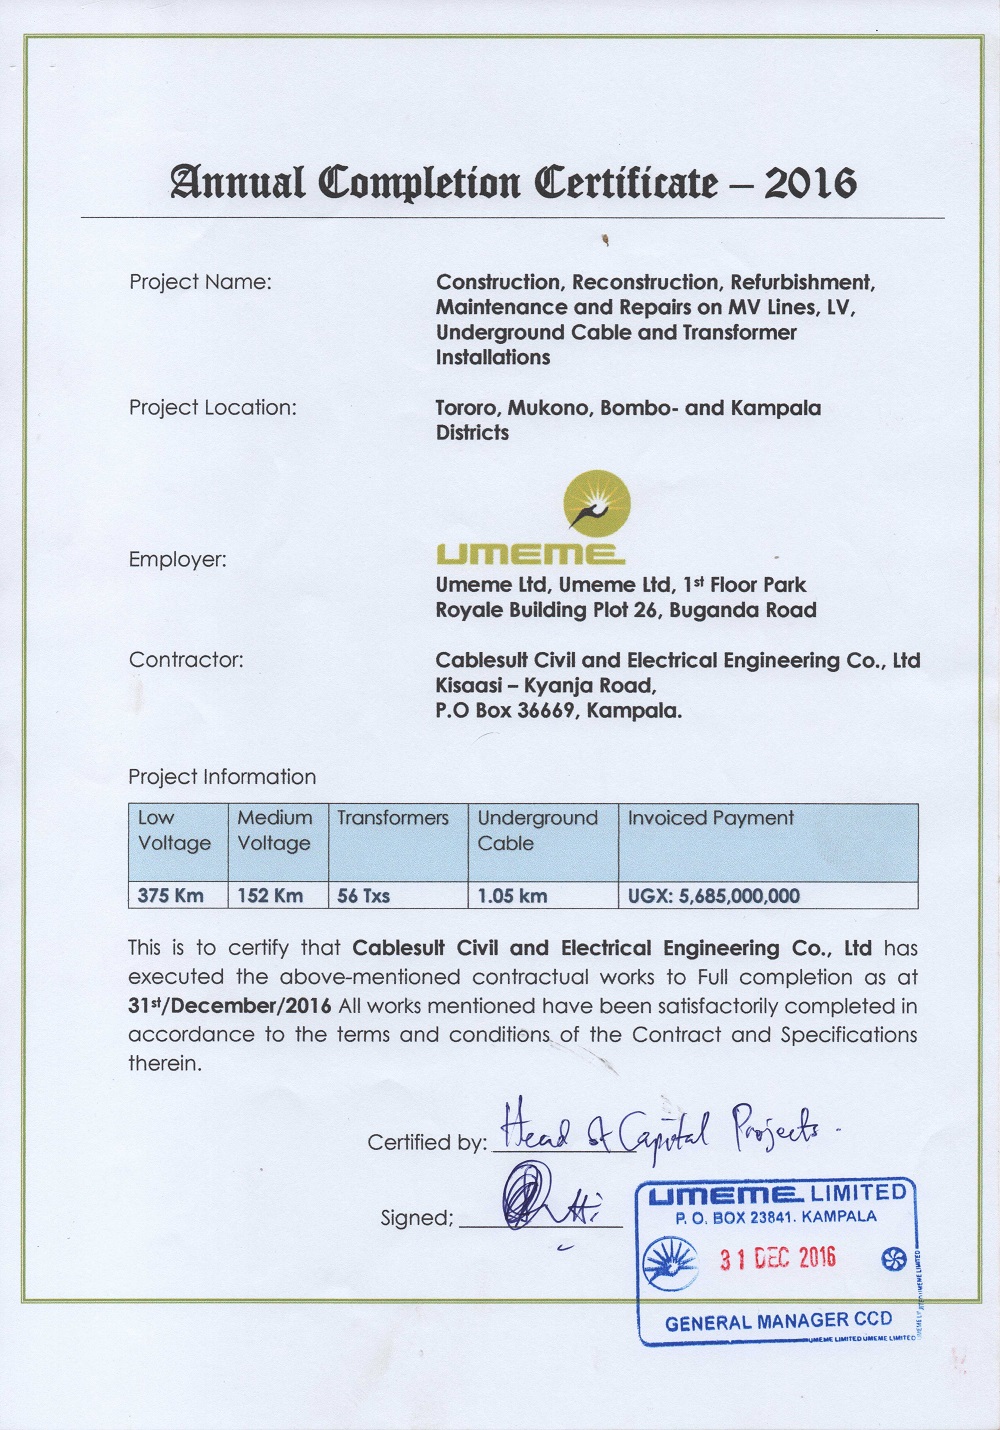 Annual Completion Certificate – 2016
Project Name:
Construction, Reconstruction, Refurbishment,
Maintenance and Repairs on MV Lines, LV,
Underground Cable and Transformer
Installations
Project Location:
Tororo, Mukono, Bombo- and Kampala
Districts
UMEME
Employer:
Umeme Ltd, Umeme Ltd, 1st Floor Park
Royale Building Plot 26, Buganda Road
Contractor:
Cablesult Civil and Electrical Engineering Co., Ltd
Kisaasi – Kyanja Road,
P.O Box 36669, Kampala.
Project Information
Low Voltage Medium Voltage Transformers Underground Cable Invoiced Payment
375 Km 152 Km 56 Txs 1.05 km UGX: 5,685,000,000
This is to certify that Cablesult Civil and Electrical Engineering Co., Ltd has
executed the above-mentioned contractual works to Full completion as at
31st/December/2016 All works mentioned have been satisfactorily completed in
accordance to the terms and conditions of the Contract and Specifications
therein.
Certified by: Head of Capital Projects.
Signed;
UMEME LIMITED
P. O. BOX 23841. KAMPALA
31 DEC 2016
GENERAL MANAGER CCD
UMEME LIMITED UMEME LIMITED